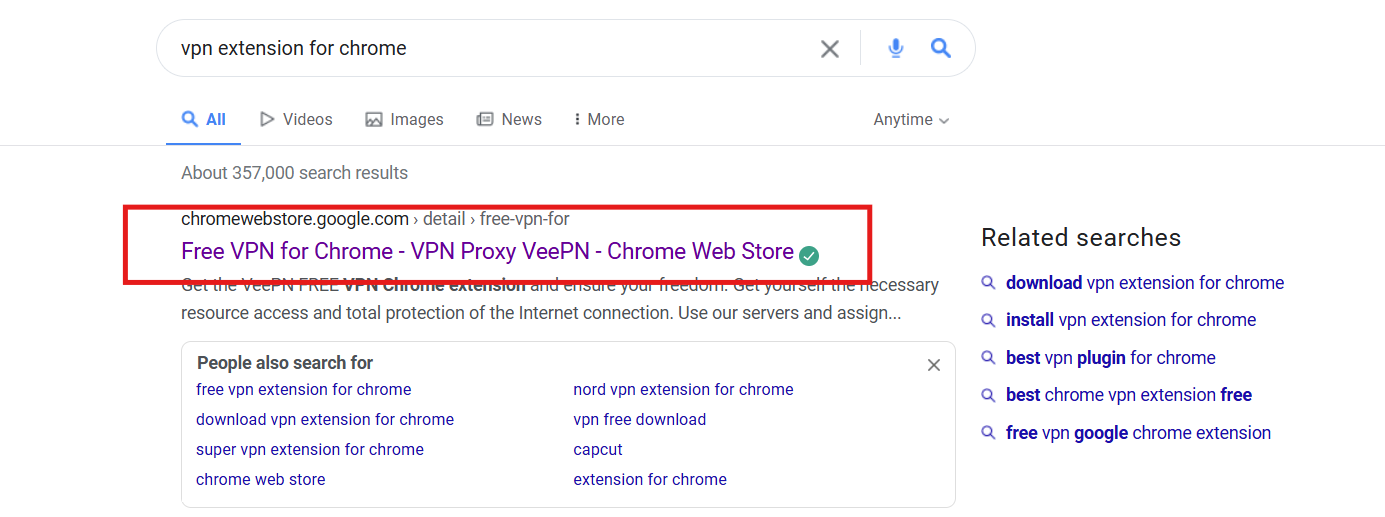 vpn extension for chrome
All Videos Images News More Anytime
About 357,000 search results
chromewebstore.google.com › detail › free-vpn-for
Free VPN for Chrome - VPN Proxy VeePN - Chrome Web Store
Get the VeePN FREE VPN Chrome extension and ensure your freedom. Get yourself the necessary
resource access and total protection of the Internet connection. Use our servers and assign...
People also search for
free vpn extension for chrome
nord vpn extension for chrome
download vpn extension for chrome
vpn free download
super vpn extension for chrome
capcut
chrome web store
extension for chrome
Related searches
download vpn extension for chrome
install vpn extension for chrome
best vpn plugin for chrome
best chrome vpn extension free
free vpn google chrome extension